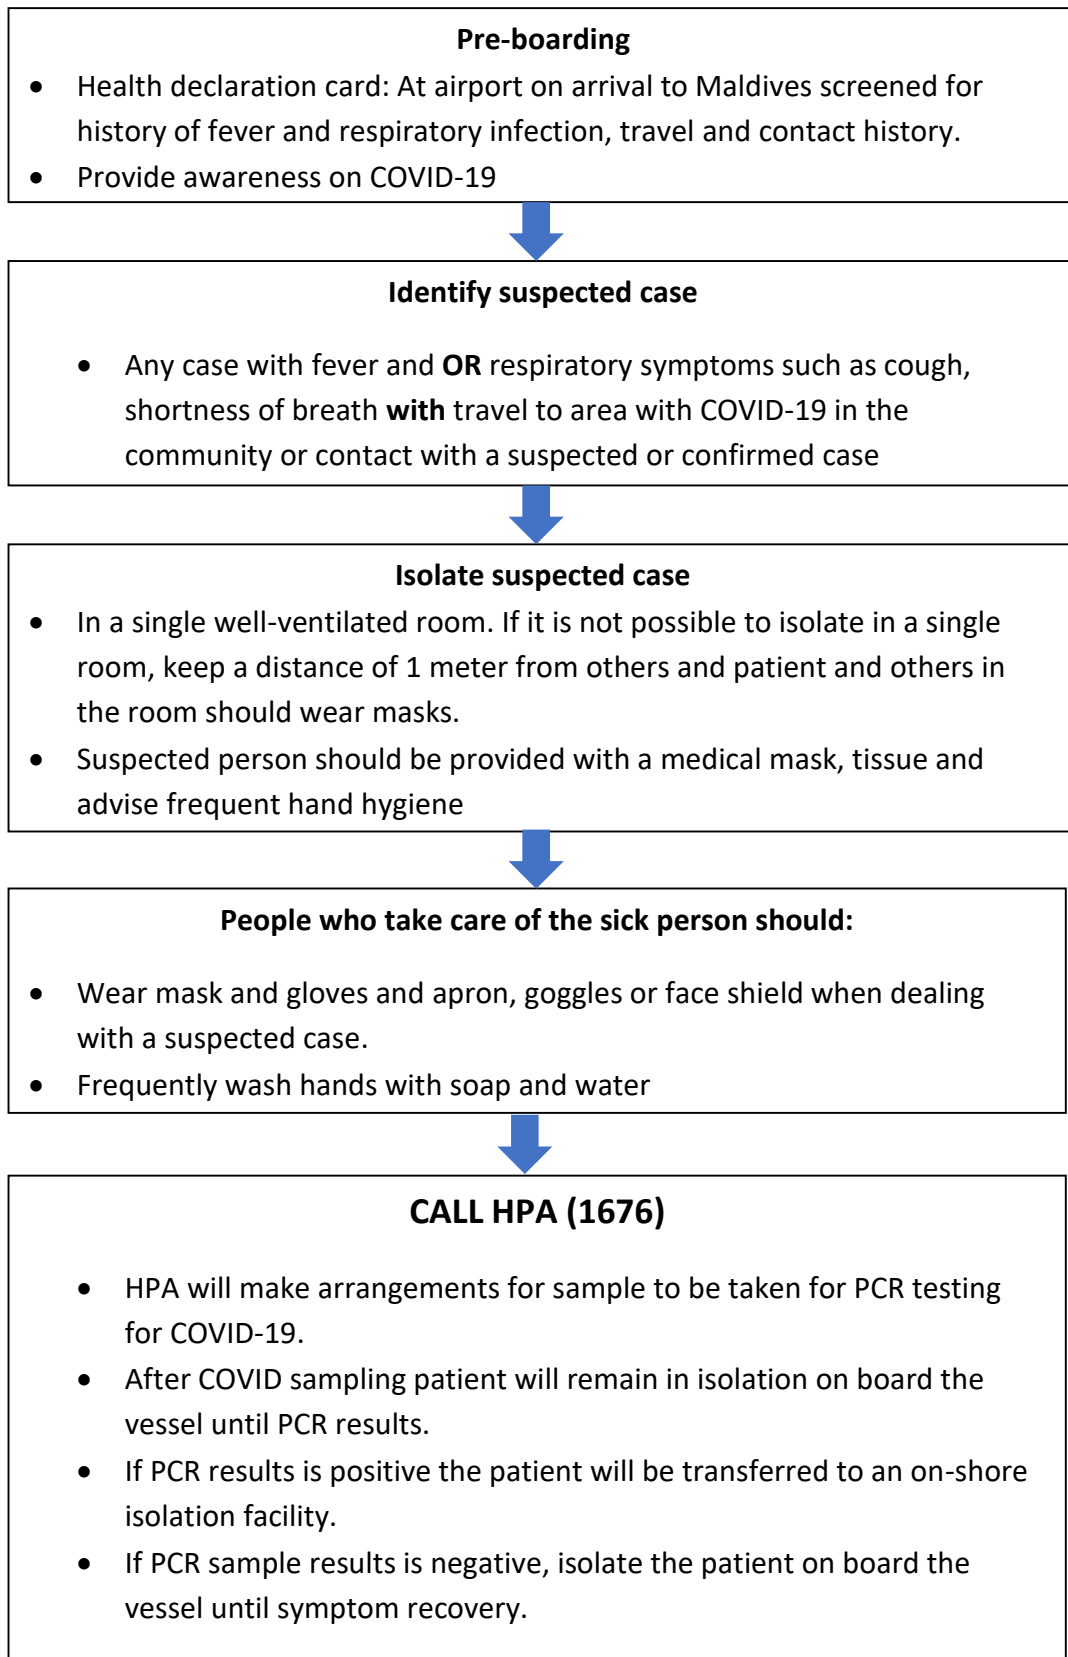 Pre-boarding
• Health declaration card: At airport on arrival to Maldives screened for
history of fever and respiratory infection, travel and contact history.
• Provide awareness on COVID-19
Identify suspected case
• Any case with fever and OR respiratory symptoms such as cough,
shortness of breath with travel to area with COVID-19 in the
community or contact with a suspected or confirmed case
Isolate suspected case
• In a single well-ventilated room. If it is not possible to isolate in a single
room, keep a distance of 1 meter from others and patient and others in
the room should wear masks.
• Suspected person should be provided with a medical mask, tissue and
advise frequent hand hygiene
People who take care of the sick person should:
• Wear mask and gloves and apron, goggles or face shield when dealing
with a suspected case.
• Frequently wash hands with soap and water
CALL HPA (1676)
• HPA will make arrangements for sample to be taken for PCR testing
for COVID-19.
• After COVID sampling patient will remain in isolation on board the
vessel until PCR results.
• If PCR results is positive the patient will be transferred to an on-shore
isolation facility.
• If PCR sample results is negative, isolate the patient on board the
vessel until symptom recovery.